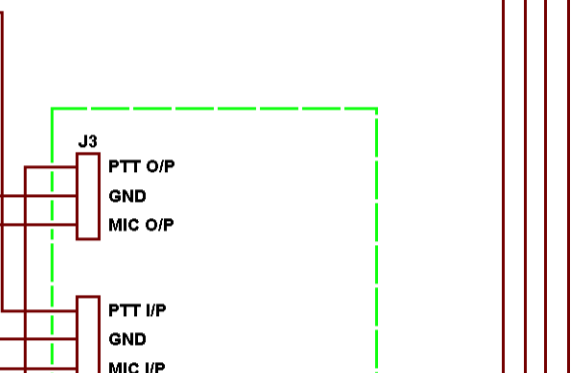 J3
PTT O/P
GND
MIC O/P
PTT I/P
GND
MIC I/P